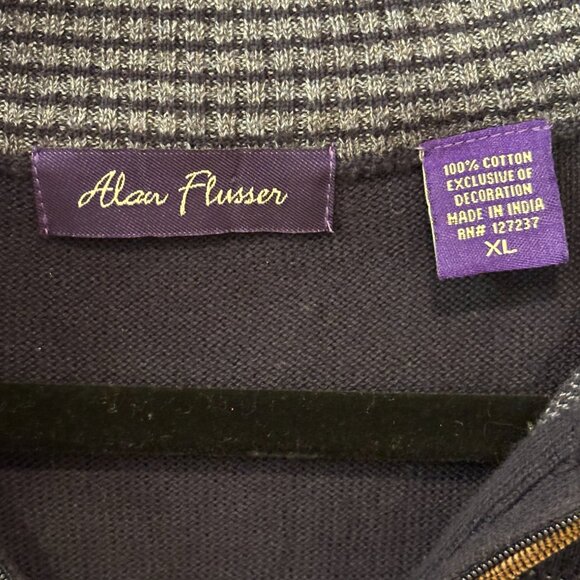 Alan Flusser
100% COTTON
EXCLUSIVE OF
DECORATION
MADE IN INDIA
RN# 127237
XL